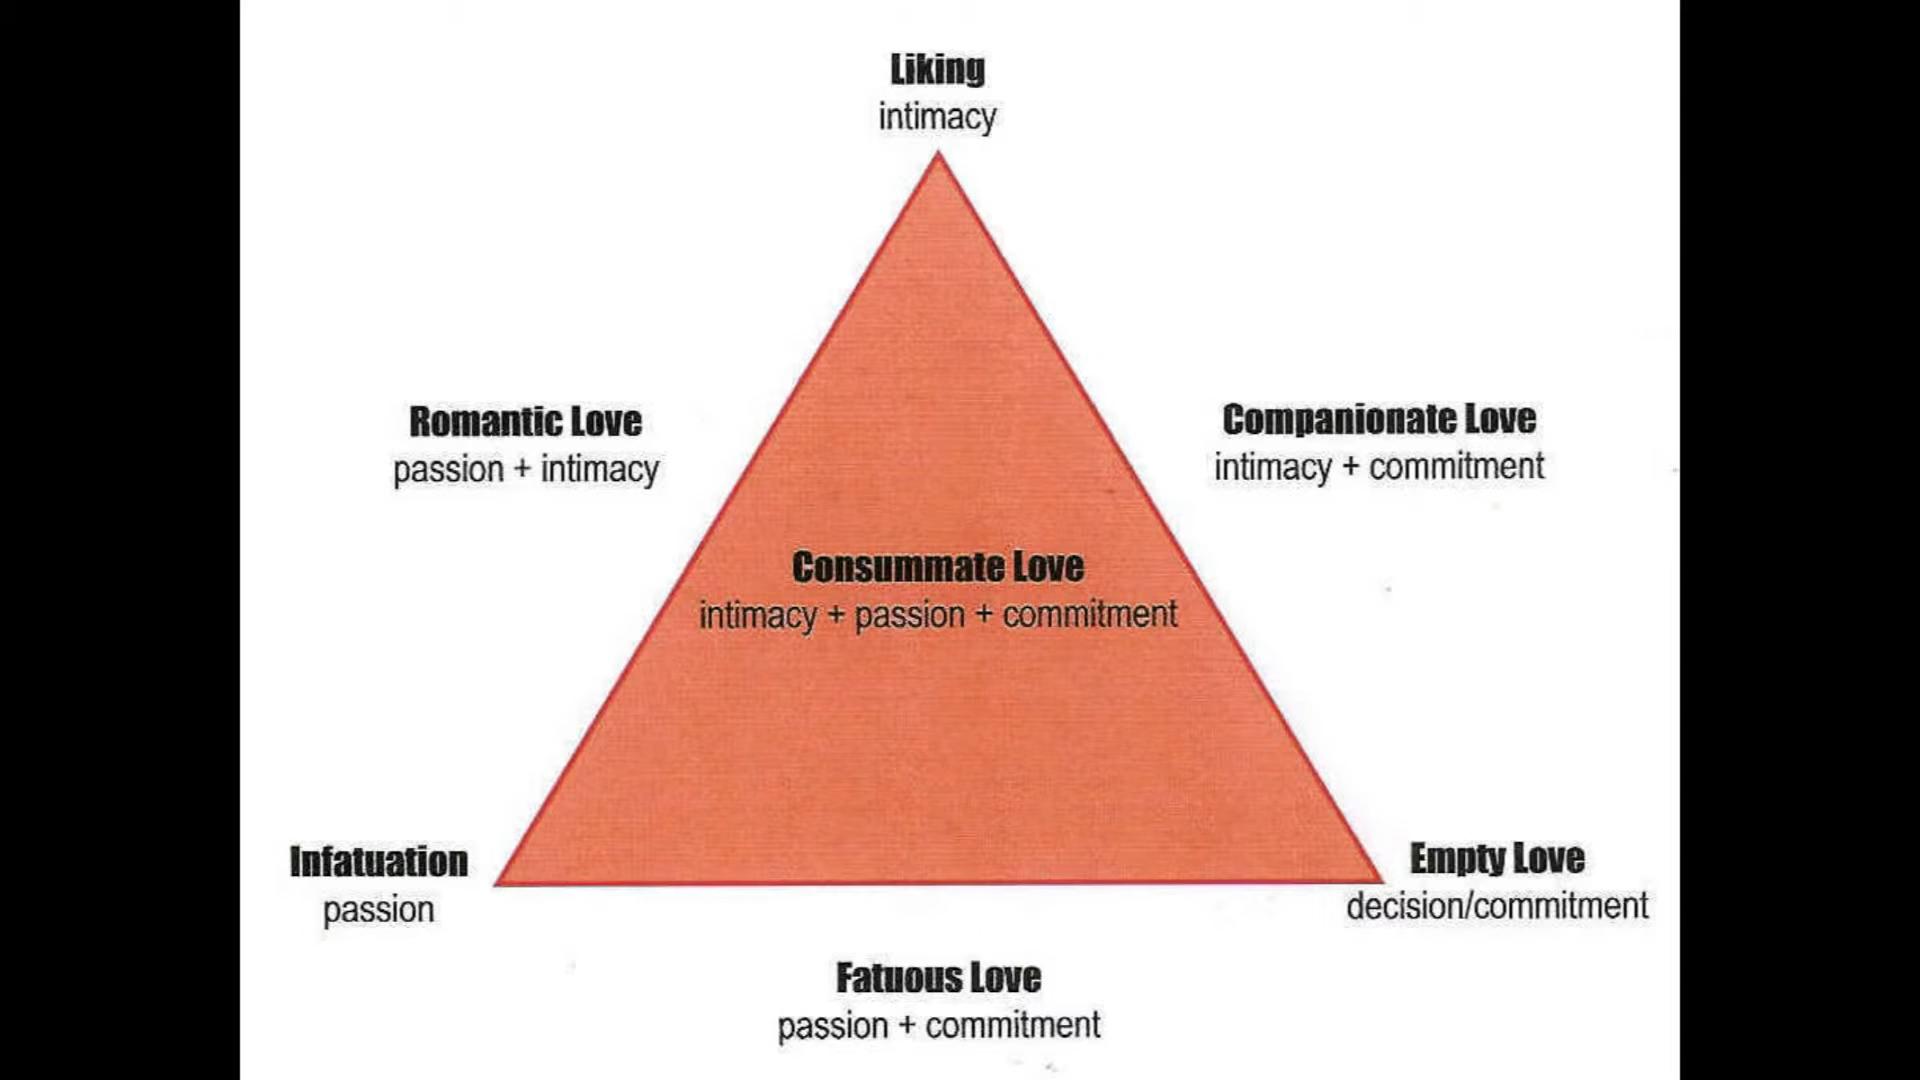 Liking
intimacy
Romantic Love
passion + intimacy
Companionate Love
intimacy + commitment
Consummate Love
intimacy + passion + commitment
Infatuation
passion
Empty Love
decision/commitment
Fatuous Love
passion + commitment